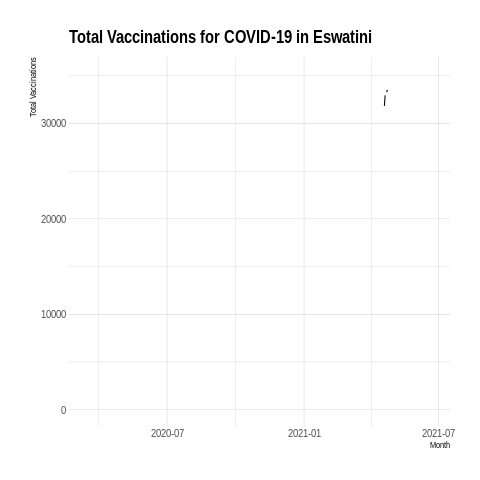 Total Vaccinations for COVID-19 in Eswatini
Total Vaccinations
30000
20000
10000
0
2020-07
2021-01
2021-07
Month